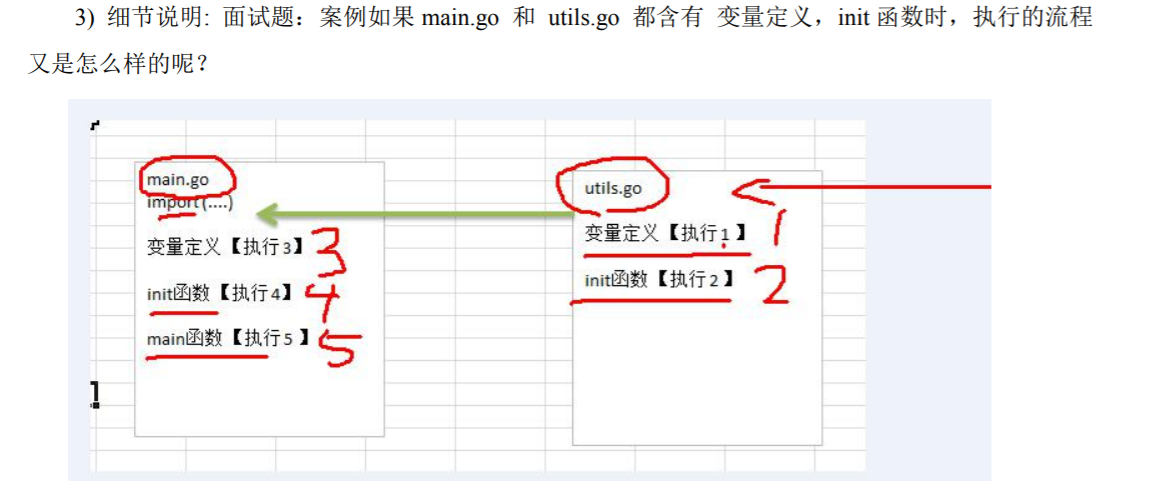 3) 细节说明: 面试题：案例如果 main.go 和 utils.go 都含有 变量定义，init 函数时，执行的流程
又是怎么样的呢？
main.go
import(....)
变量定义【执行3】3
init函数【执行4】4
main函数【执行5 】5
utils.go
变量定义【执行1 】1
init函数【执行2 】2